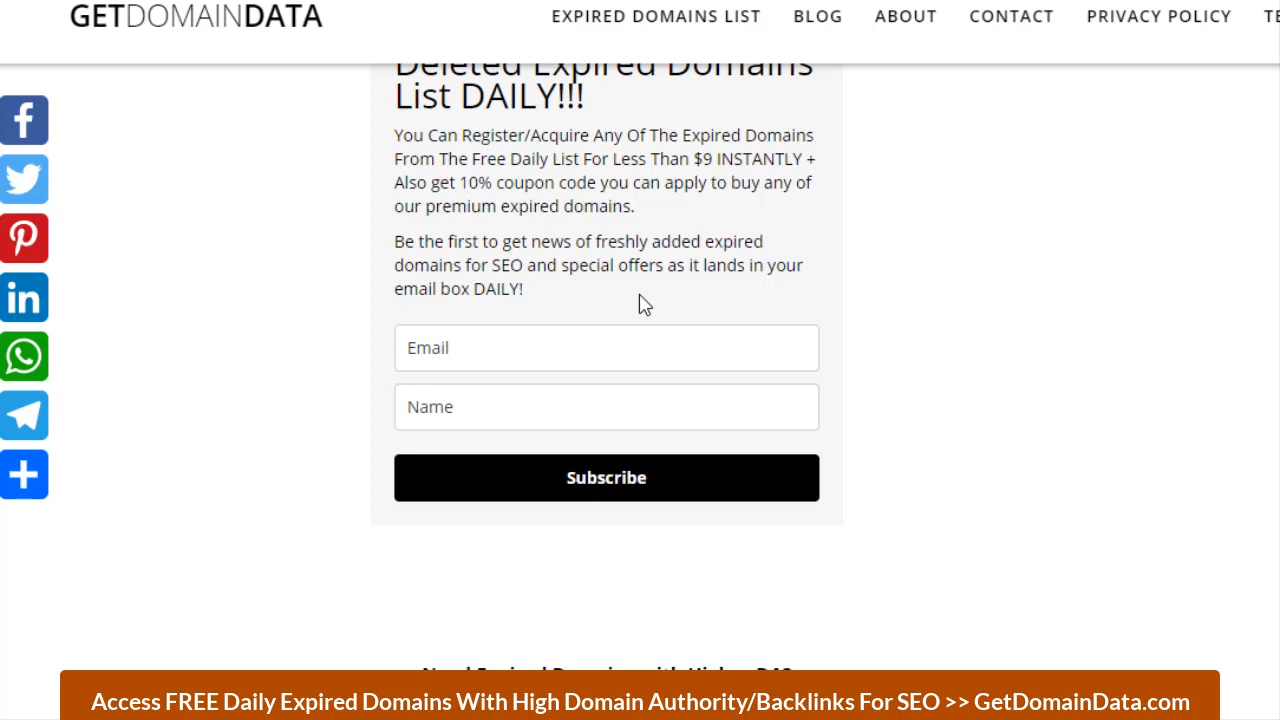 GETDOMAINDATA
EXPIRED DOMAINS LIST BLOG ABOUT CONTACT PRIVACY POLICY
Deleted Expired Domains
List DAILY!!!
You Can Register/Acquire Any Of The Expired Domains
From The Free Daily List For Less Than $9 INSTANTLY +
Also get 10% coupon code you can apply to buy any of
our premium expired domains.
Be the first to get news of freshly added expired
domains for SEO and special offers as it lands in your
email box DAILY!
Email
Name
Subscribe
Access FREE Daily Expired Domains With High Domain Authority/Backlinks For SEO >> GetDomainData.com